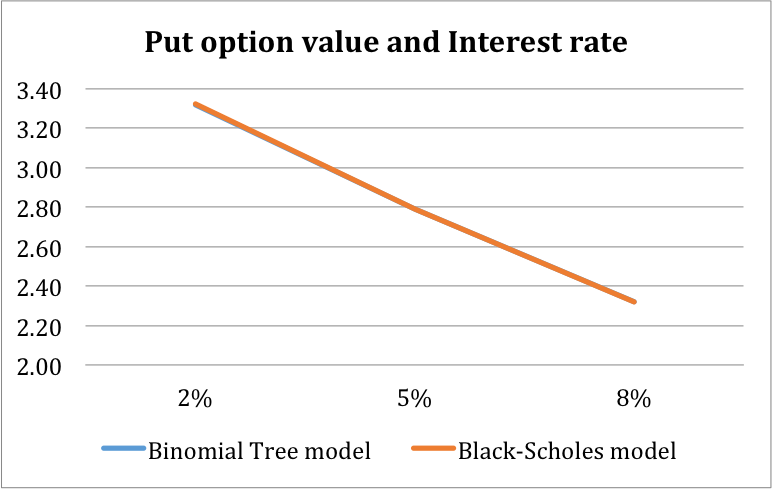 Put option value and Interest rate
3.40
3.20
3.00
2.80
2.60
2.40
2.20
2.00
2% 5% 8%
Binomial Tree model Black-Scholes model